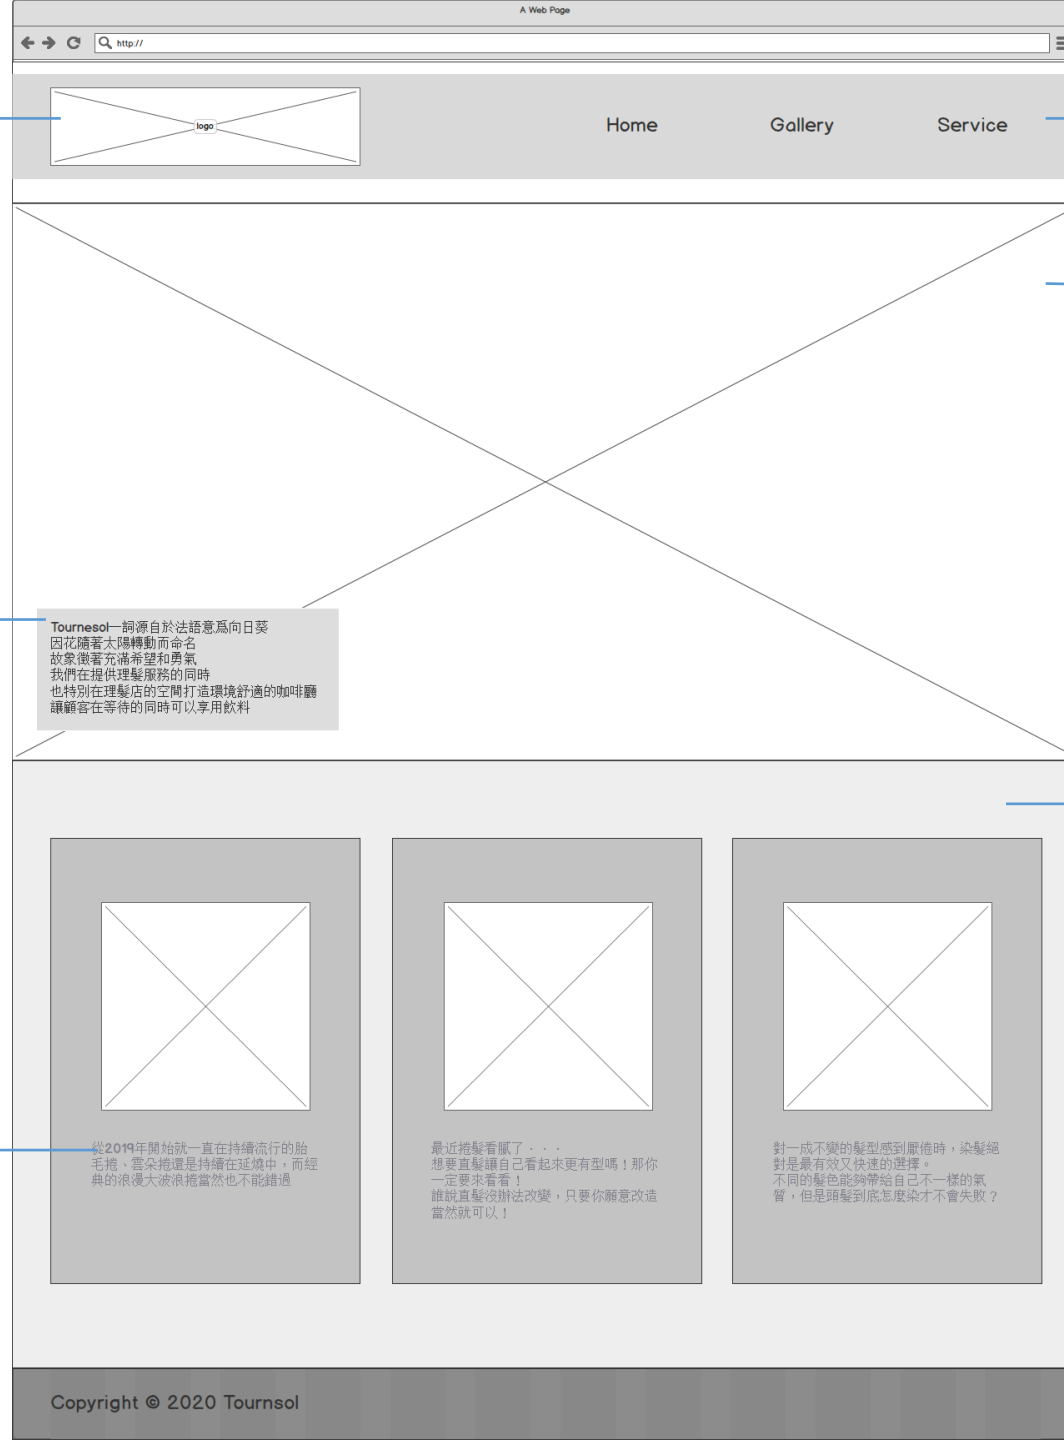 A Web Page
http://
logo
Home
Gallery
Service
Tournesol一詞源自於法語意爲向日葵
因花隨著太陽轉動而命名
故象徵著充滿希望和勇氣
我們在提供理髮服務的同時
也特別在理髮店的空間打造環境舒適的咖啡廳
讓顧客在等待的同時可以享用飲料
從2019年開始就一直在持續流行的胎
毛捲、雲朵捲還是持續在延燒中，而經
典的浪漫大波浪捲當然也不能錯過
最近捲髮看膩了．．．
想要直髮讓自己看起來更有型嗎！那你
一定要來看看！
誰說直髮沒辦法改變，只要你願意改造
當然就可以！
對一成不變的髮型感到厭倦時，染髮絕
對是最有效又快速的選擇。
不同的髮色能夠帶給自己不一樣的氣
質，但是頭髮到底怎麼染才不會失敗？
Copyright © 2020 Tournsol